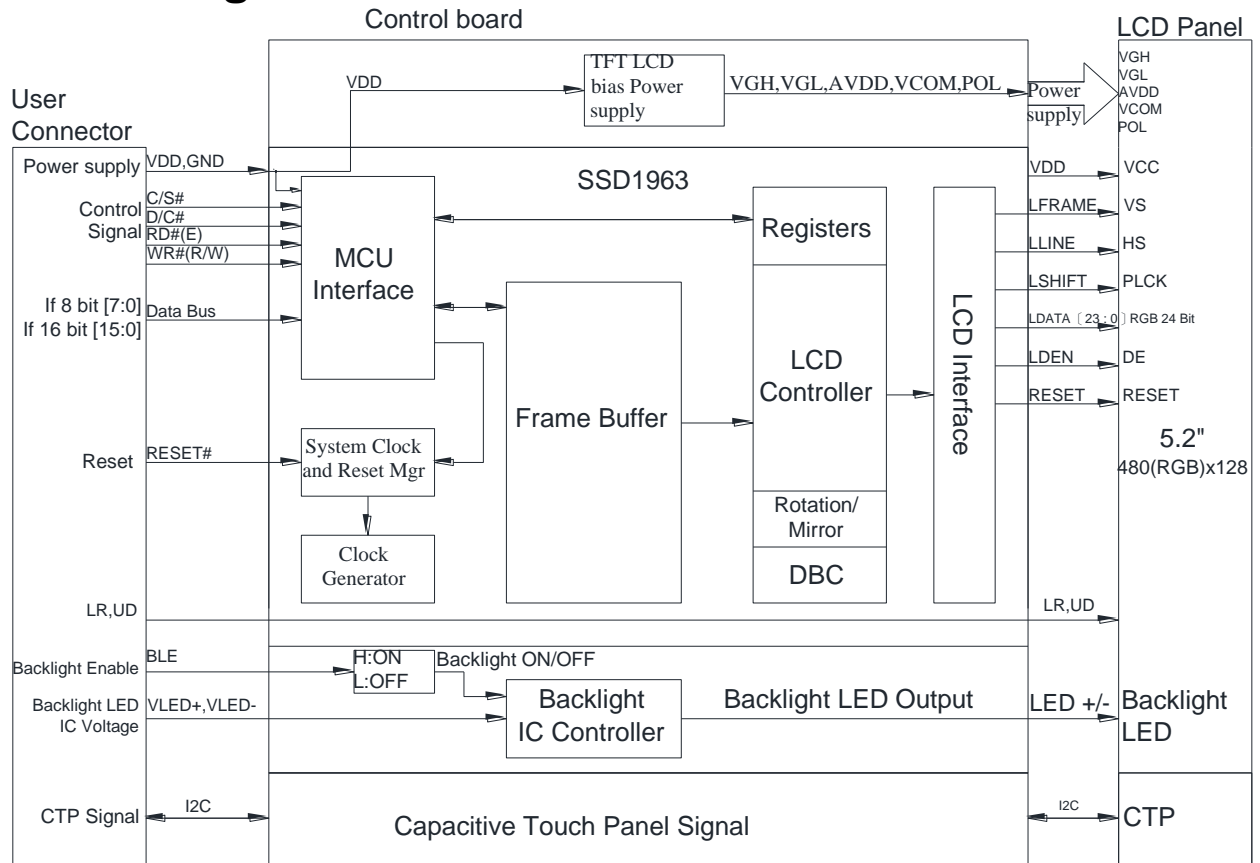 g
Control board
LCD Panel
VGH
VGL
AVDD
VCOM
POL
TFT LCD
bias Power
supply
VDD
VGH,VGL,AVDD,VCOM,POL
Power
supply
User
Connector
Power supply
VDD,GND
Control
Signal
C/S#
D/C#
RD#(E)
WR#(R/W)
If 8 bit [7:0]
If 16 bit [15:0]
Data Bus
MCU
Interface
SSD1963
Registers
LCD
Controller
Rotation/
Mirror
DBC
Frame Buffer
LCD Interface
VDD
VCC
LFRAME
VS
LLINE
HS
LSHIFT
PLCK
LDATA〔23:0〕RGB 24 Bit
LDEN
DE
RESET
RESET
5.2"
480(RGB)x128
Reset
RESET#
System Clock
and Reset Mgr
Clock
Generator
LR,UD
LR,UD
Backlight Enable
BLE
H:ON
L:OFF
Backlight ON/OFF
Backlight LED
IC Voltage
VLED+,VLED-
Backlight
IC Controller
Backlight LED Output
LED +/-
Backlight
LED
CTP Signal
I2C
Capacitive Touch Panel Signal
I2C
CTP